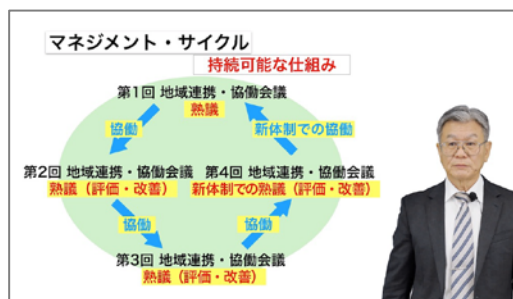 マネジメント・サイクル
持続可能な仕組み
第1回 地域連携・協働会議
熟議
協働
新体制での協働
第2回 地域連携・協働会議
熟議（評価・改善）
第4回 地域連携・協働会議
新体制での熟議（評価・改善）
協働
協働
第3回 地域連携・協働会議
熟議（評価・改善）